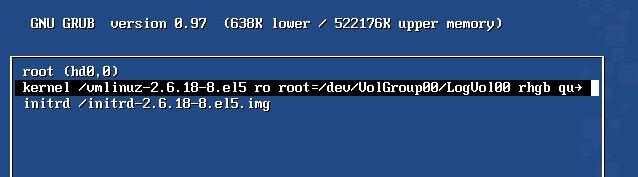 GNU GRUB version 0.97 (638K lower / 522176K upper memory)
root (hd0,0)
kernel /vmlinuz-2.6.18-8.el5 ro root=/dev/VolGroup00/LogVol00 rhgb qu→
initrd /initrd-2.6.18-8.el5.img